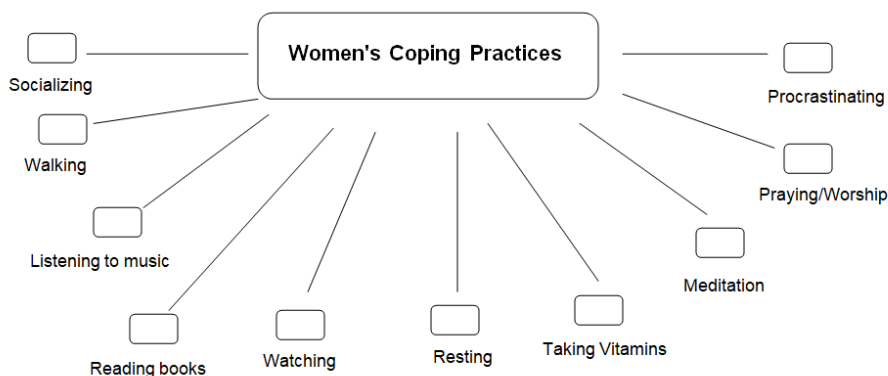 Women's Coping Practices
Socializing
Procrastinating
Walking
Praying/Worship
Listening to music
Meditation
Reading books
Watching
Resting
Taking Vitamins